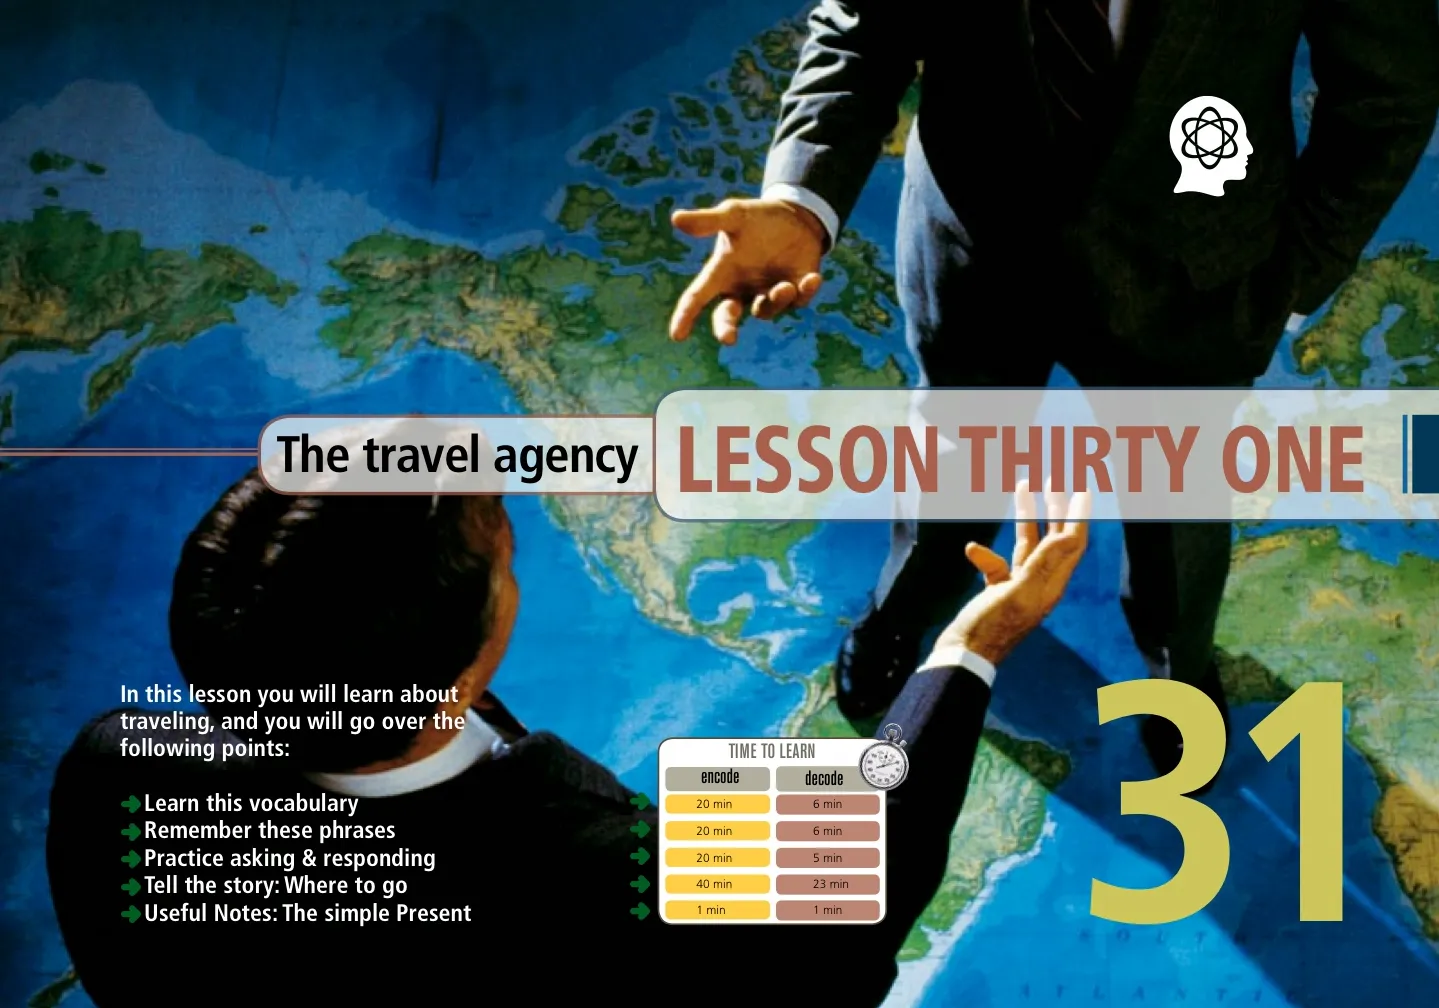 The travel agency
LESSON THIRTY ONE
In this lesson you will learn about
traveling, and you will go over the
following points:
Learn this vocabulary
Remember these phrases
Practice asking & responding
Tell the story: Where to go
Useful Notes: The simple Present
TIME TO LEARN
encode decode
20 min 6 min
20 min 6 min
20 min 5 min
40 min 23 min
1 min 1 min
31